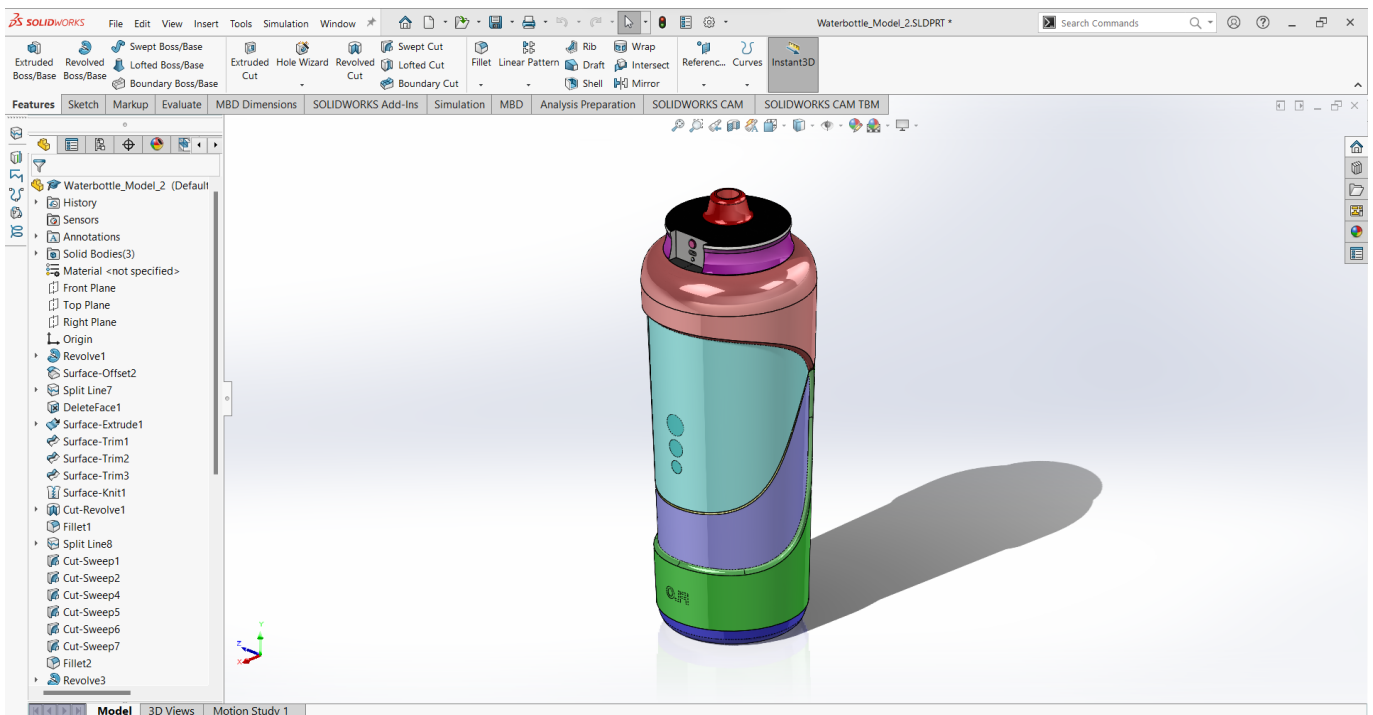 SOLIDWORKS File Edit View Insert Tools Simulation Window Waterbottle_Model_2.SLDPRT * Search Commands
Extruded Boss/Base Revolved Boss/Base Swept Boss/Base Lofted Boss/Base Boundary Boss/Base Extruded Cut Hole Wizard Revolved Cut Swept Cut Lofted Cut Boundary Cut Fillet Linear Pattern Rib Draft Shell Wrap Intersect Mirror Referenc... Curves Instant3D
Features Sketch Markup Evaluate MBD Dimensions SOLIDWORKS Add-Ins Simulation MBD Analysis Preparation SOLIDWORKS CAM SOLIDWORKS CAM TBM
Waterbottle_Model_2 (Default
History
Sensors
Annotations
Solid Bodies(3)
Material <not specified>
Front Plane
Top Plane
Right Plane
Origin
Revolve1
Surface-Offset2
Split Line7
DeleteFace1
Surface-Extrude1
Surface-Trim1
Surface-Trim2
Surface-Trim3
Surface-Knit1
Cut-Revolve1
Fillet1
Split Line8
Cut-Sweep1
Cut-Sweep2
Cut-Sweep4
Cut-Sweep5
Cut-Sweep6
Cut-Sweep7
Fillet2
Revolve3
Y
Z
X
Model 3D Views Motion Study 1